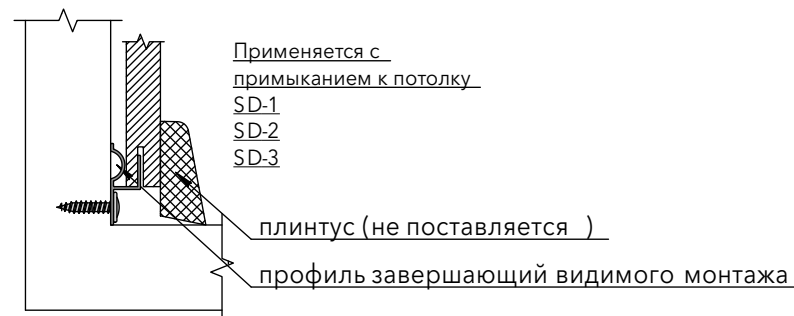 Применяется с
примыканием к потолку
SD-1
SD-2
SD-3
плинтус (не поставляется )
профиль завершающий видимого монтажа